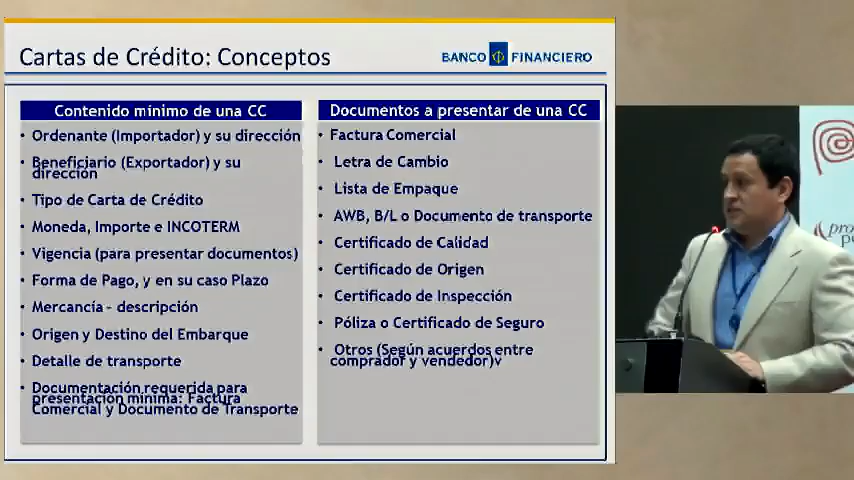 Cartas de Crédito: Conceptos
BANCO FINANCIERO
Contenido mínimo de una CC
• Ordenante (Importador) y su dirección
• Beneficiario (Exportador) y su
dirección
• Tipo de Carta de Crédito
• Moneda, Importe e INCOTERM
• Vigencia (para presentar documentos)
• Forma de Pago, y en su caso Plazo
• Mercancía – descripción
• Origen y Destino del Embarque
• Detalle de transporte
• Documentación requerida para
presentación mínima: Factura
Comercial y Documento de Transporte
Documentos a presentar de una CC
• Factura Comercial
• Letra de Cambio
• Lista de Empaque
• AWB, B/L o Documento de transporte
• Certificado de Calidad
• Certificado de Origen
• Certificado de Inspección
• Póliza o Certificado de Seguro
• Otros (Según acuerdos entre
comprador y vendedor)v